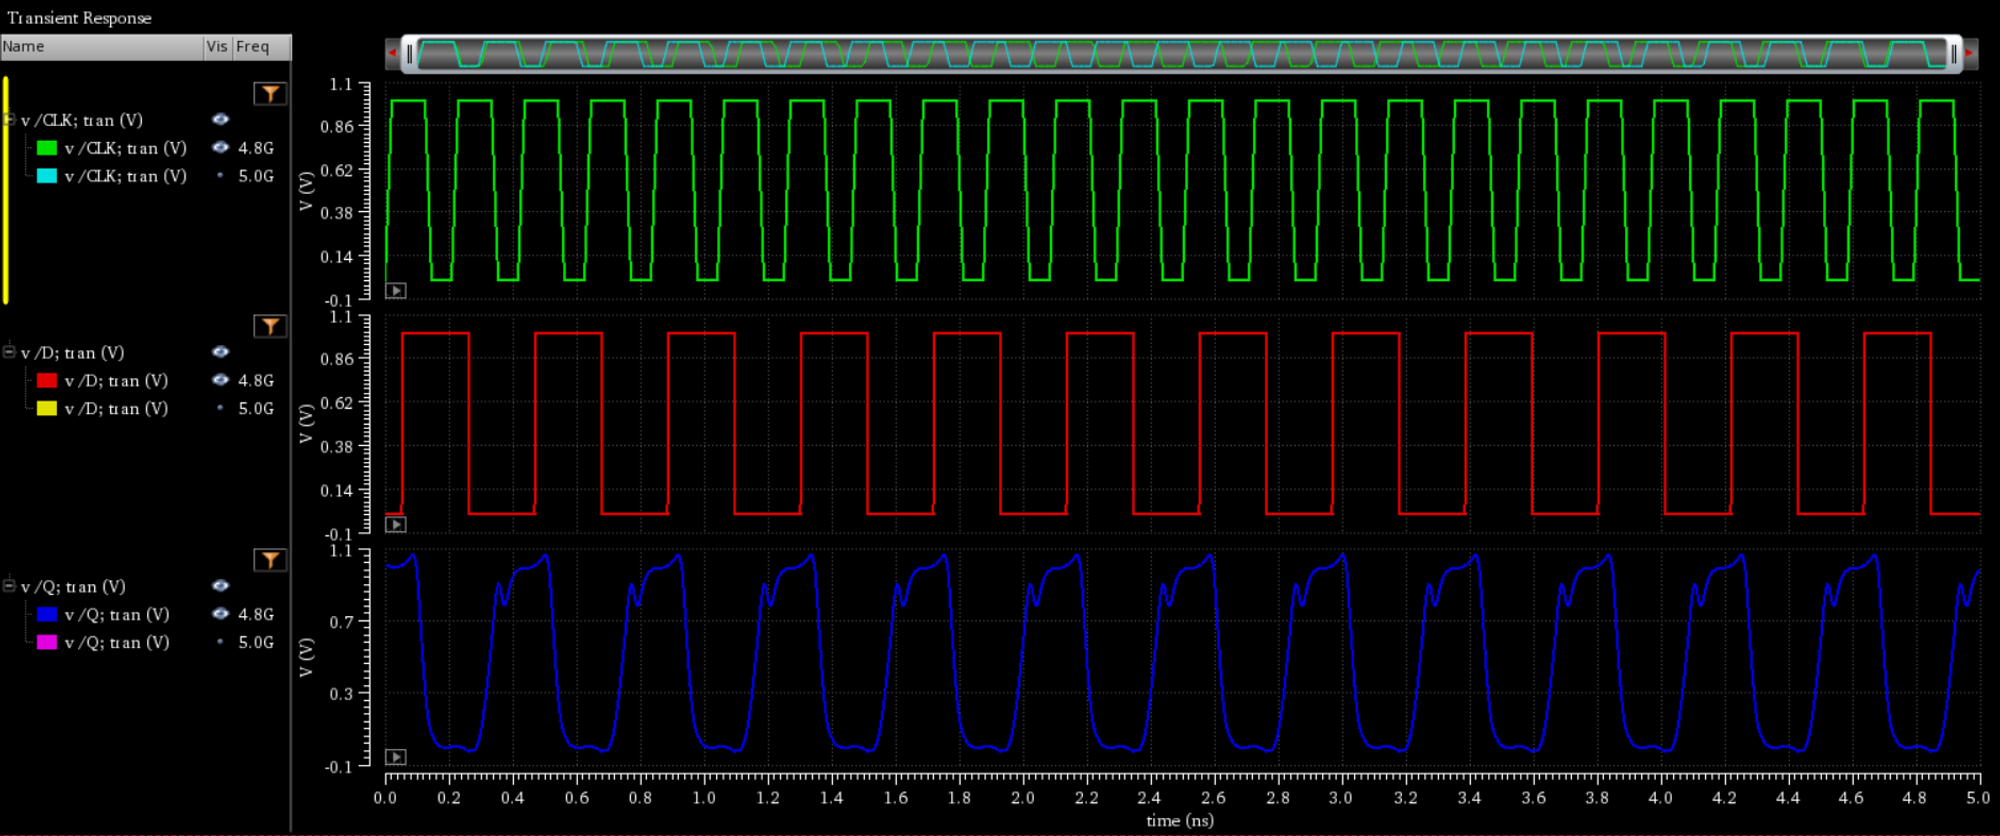 Transient Response
Name Vis Freq
v /CLK; tran (V)
v /CLK; tran (V) 4.8G
v /CLK; tran (V) 5.0G
v /D; tran (V)
v /D; tran (V) 4.8G
v /D; tran (V) 5.0G
v /Q; tran (V)
v /Q; tran (V) 4.8G
v /Q; tran (V) 5.0G
1.1
0.86
0.62
0.38
0.14
-0.1
V (V)
1.1
0.86
0.62
0.38
0.14
-0.1
V (V)
1.1
0.7
0.3
-0.1
V (V)
0.0 0.2 0.4 0.6 0.8 1.0 1.2 1.4 1.6 1.8 2.0 2.2 2.4 2.6 2.8 3.0 3.2 3.4 3.6 3.8 4.0 4.2 4.4 4.6 4.8 5.0
time (ns)